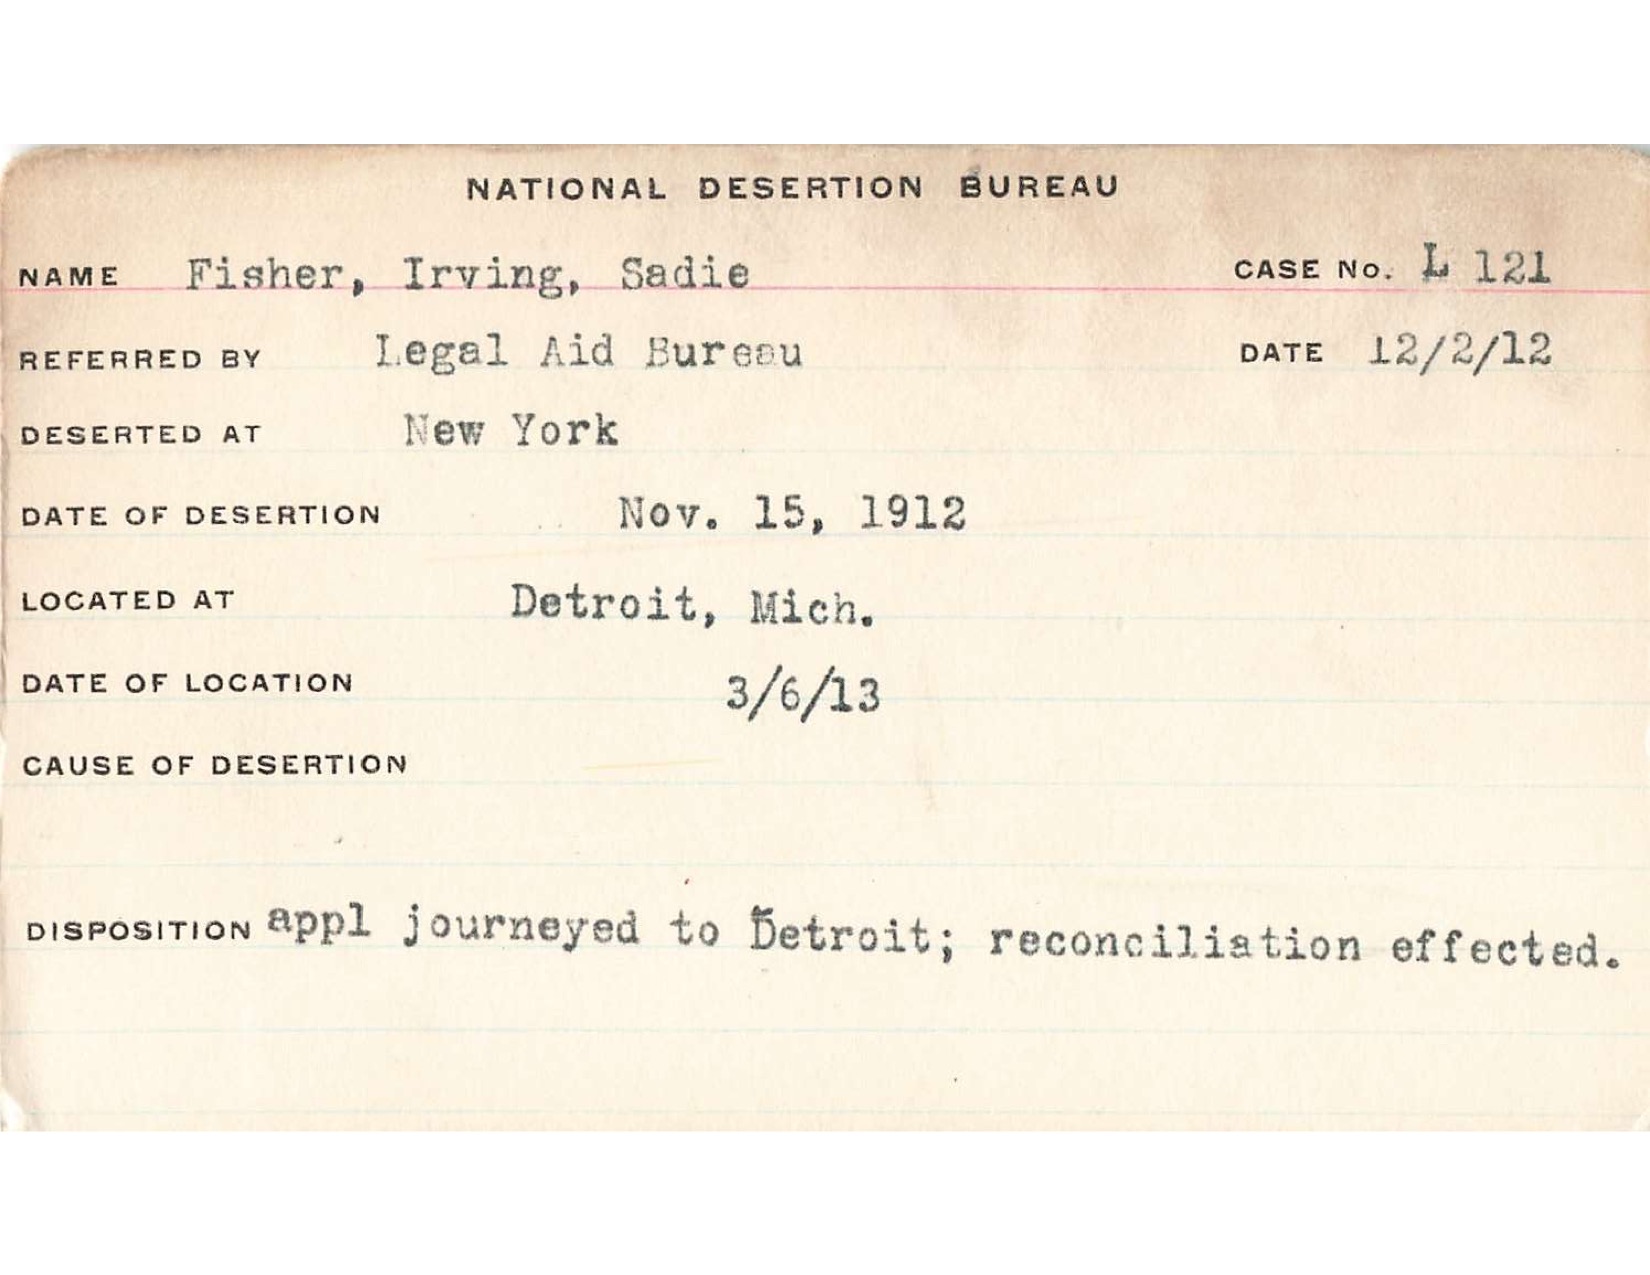 NATIONAL DESERTION BUREAU
NAME Fisher, Irving, Sadie CASE No. L 121
REFERRED BY Legal Aid Bureau DATE 12/2/12
DESERTED AT New York
DATE OF DESERTION Nov. 15, 1912
LOCATED AT Detroit, Mich.
DATE OF LOCATION 3/6/13
CAUSE OF DESERTION
DISPOSITION appl journeyed to Detroit; reconciliation effected.